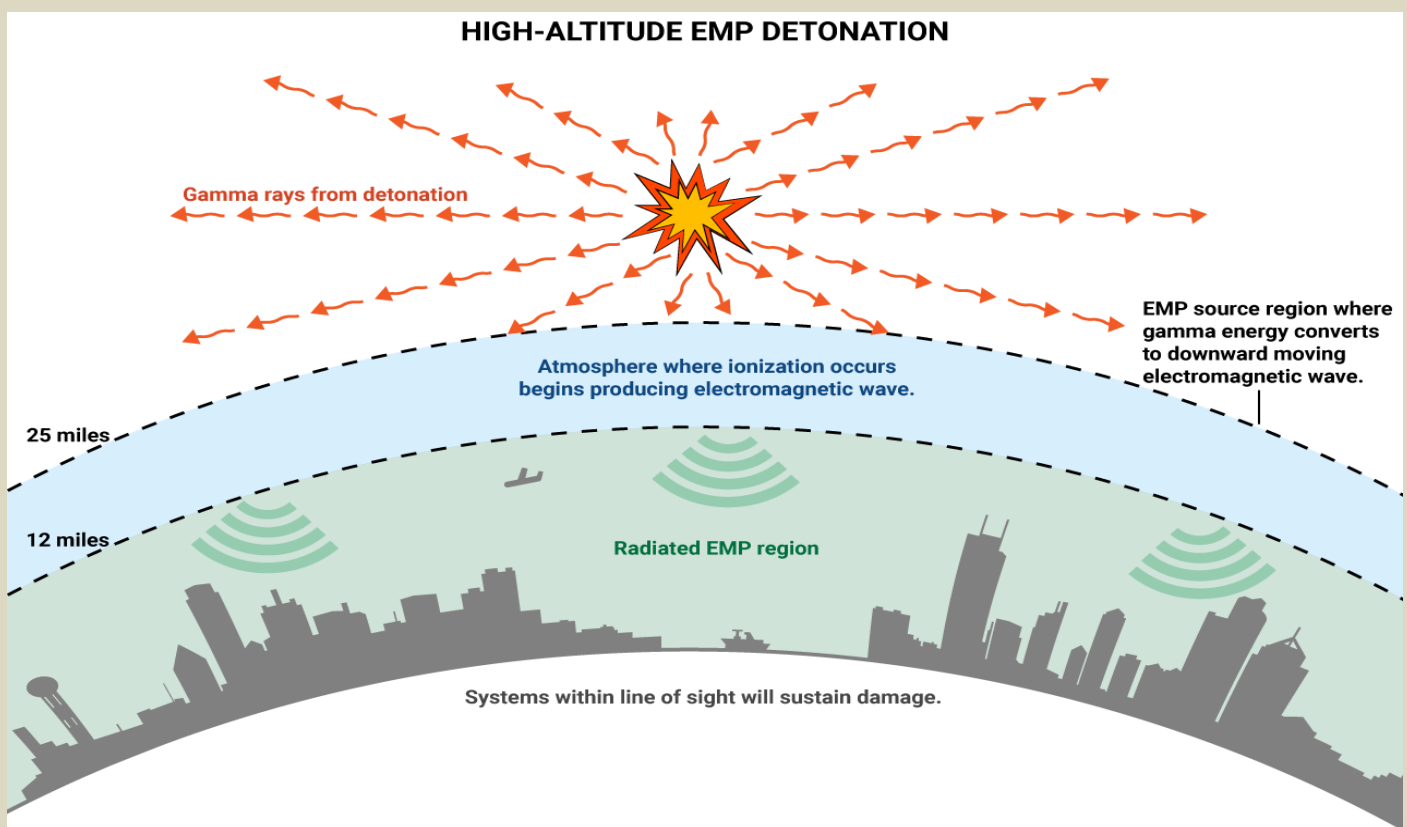 HIGH-ALTITUDE EMP DETONATION
Gamma rays from detonation
EMP source region where
gamma energy converts
to downward moving
electromagnetic wave.
Atmosphere where ionization occurs
begins producing electromagnetic wave.
25 miles
12 miles
Radiated EMP region
Systems within line of sight will sustain damage.